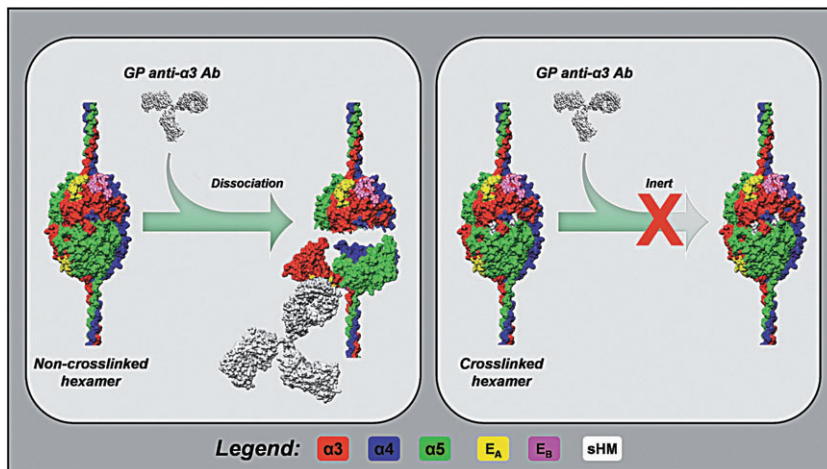 GP anti-α3 Ab
Dissociation
Non-crosslinked
hexamer
GP anti-α3 Ab
Inert
X
Crosslinked
hexamer
Legend: α3 α4 α5 EA EB sHM